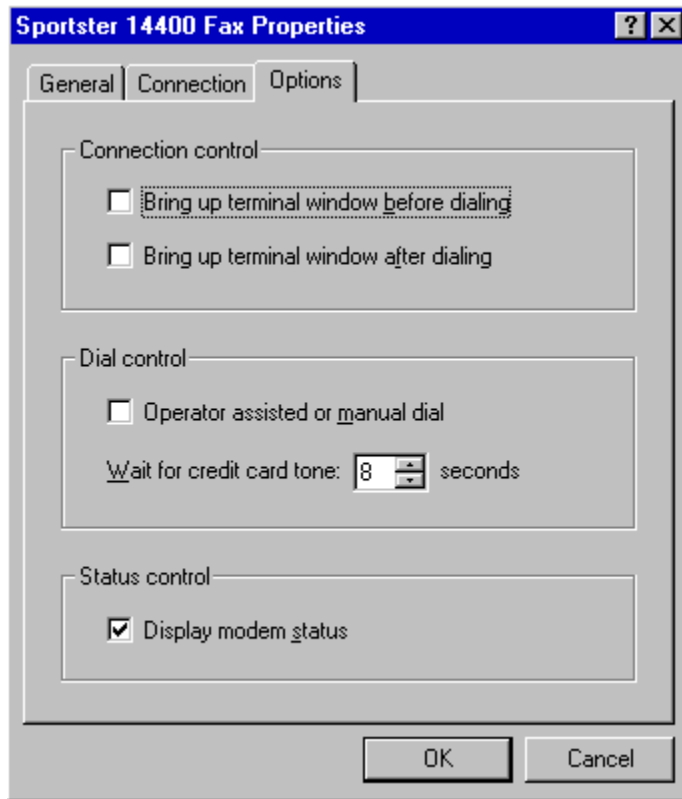 Sportster 14400 Fax Properties
General Connection Options
Connection control
Bring up terminal window before dialing
Bring up terminal window after dialing
Dial control
Operator assisted or manual dial
Wait for credit card tone: 8 seconds
Status control
Display modem status
OK Cancel